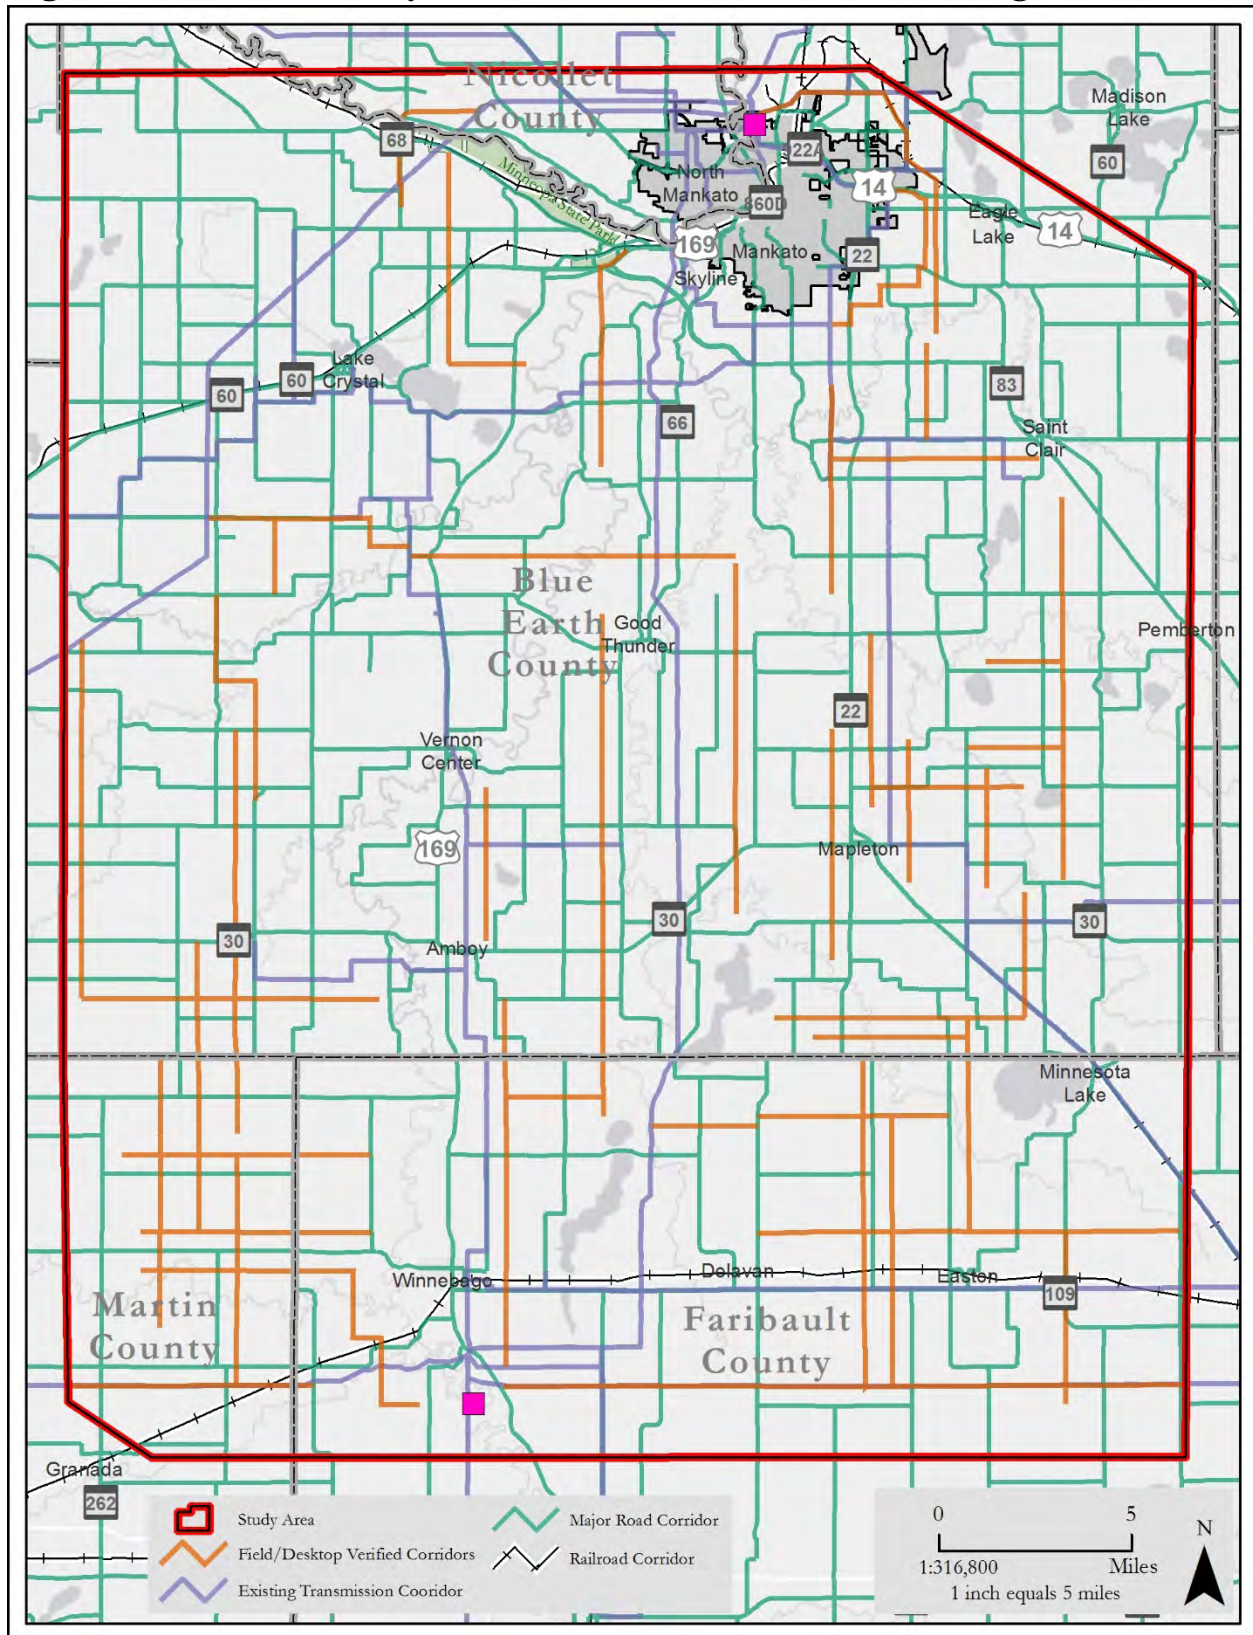 Nicollet
County
Madison
Lake
68
22A
60
North
Mankato
14
860D
Minneopa State Park
Eagle
Lake
14
169
Mankato
22
Skyline
Lake
Crystal
60
60
83
66
Saint
Clair
Blue
Earth
County
Good
Thunder
Pemberton
22
Vernon
Center
169
Mapleton
30
30
30
Amboy
Minnesota
Lake
Winnebago
Delavan
Easton
109
Martin
County
Faribault
County
Granada
262
Study Area
Field/Desktop Verified Corridors
Existing Transmission Cooridor
Major Road Corridor
Railroad Corridor
0 5
1:316,800 Miles
1 inch equals 5 miles
N